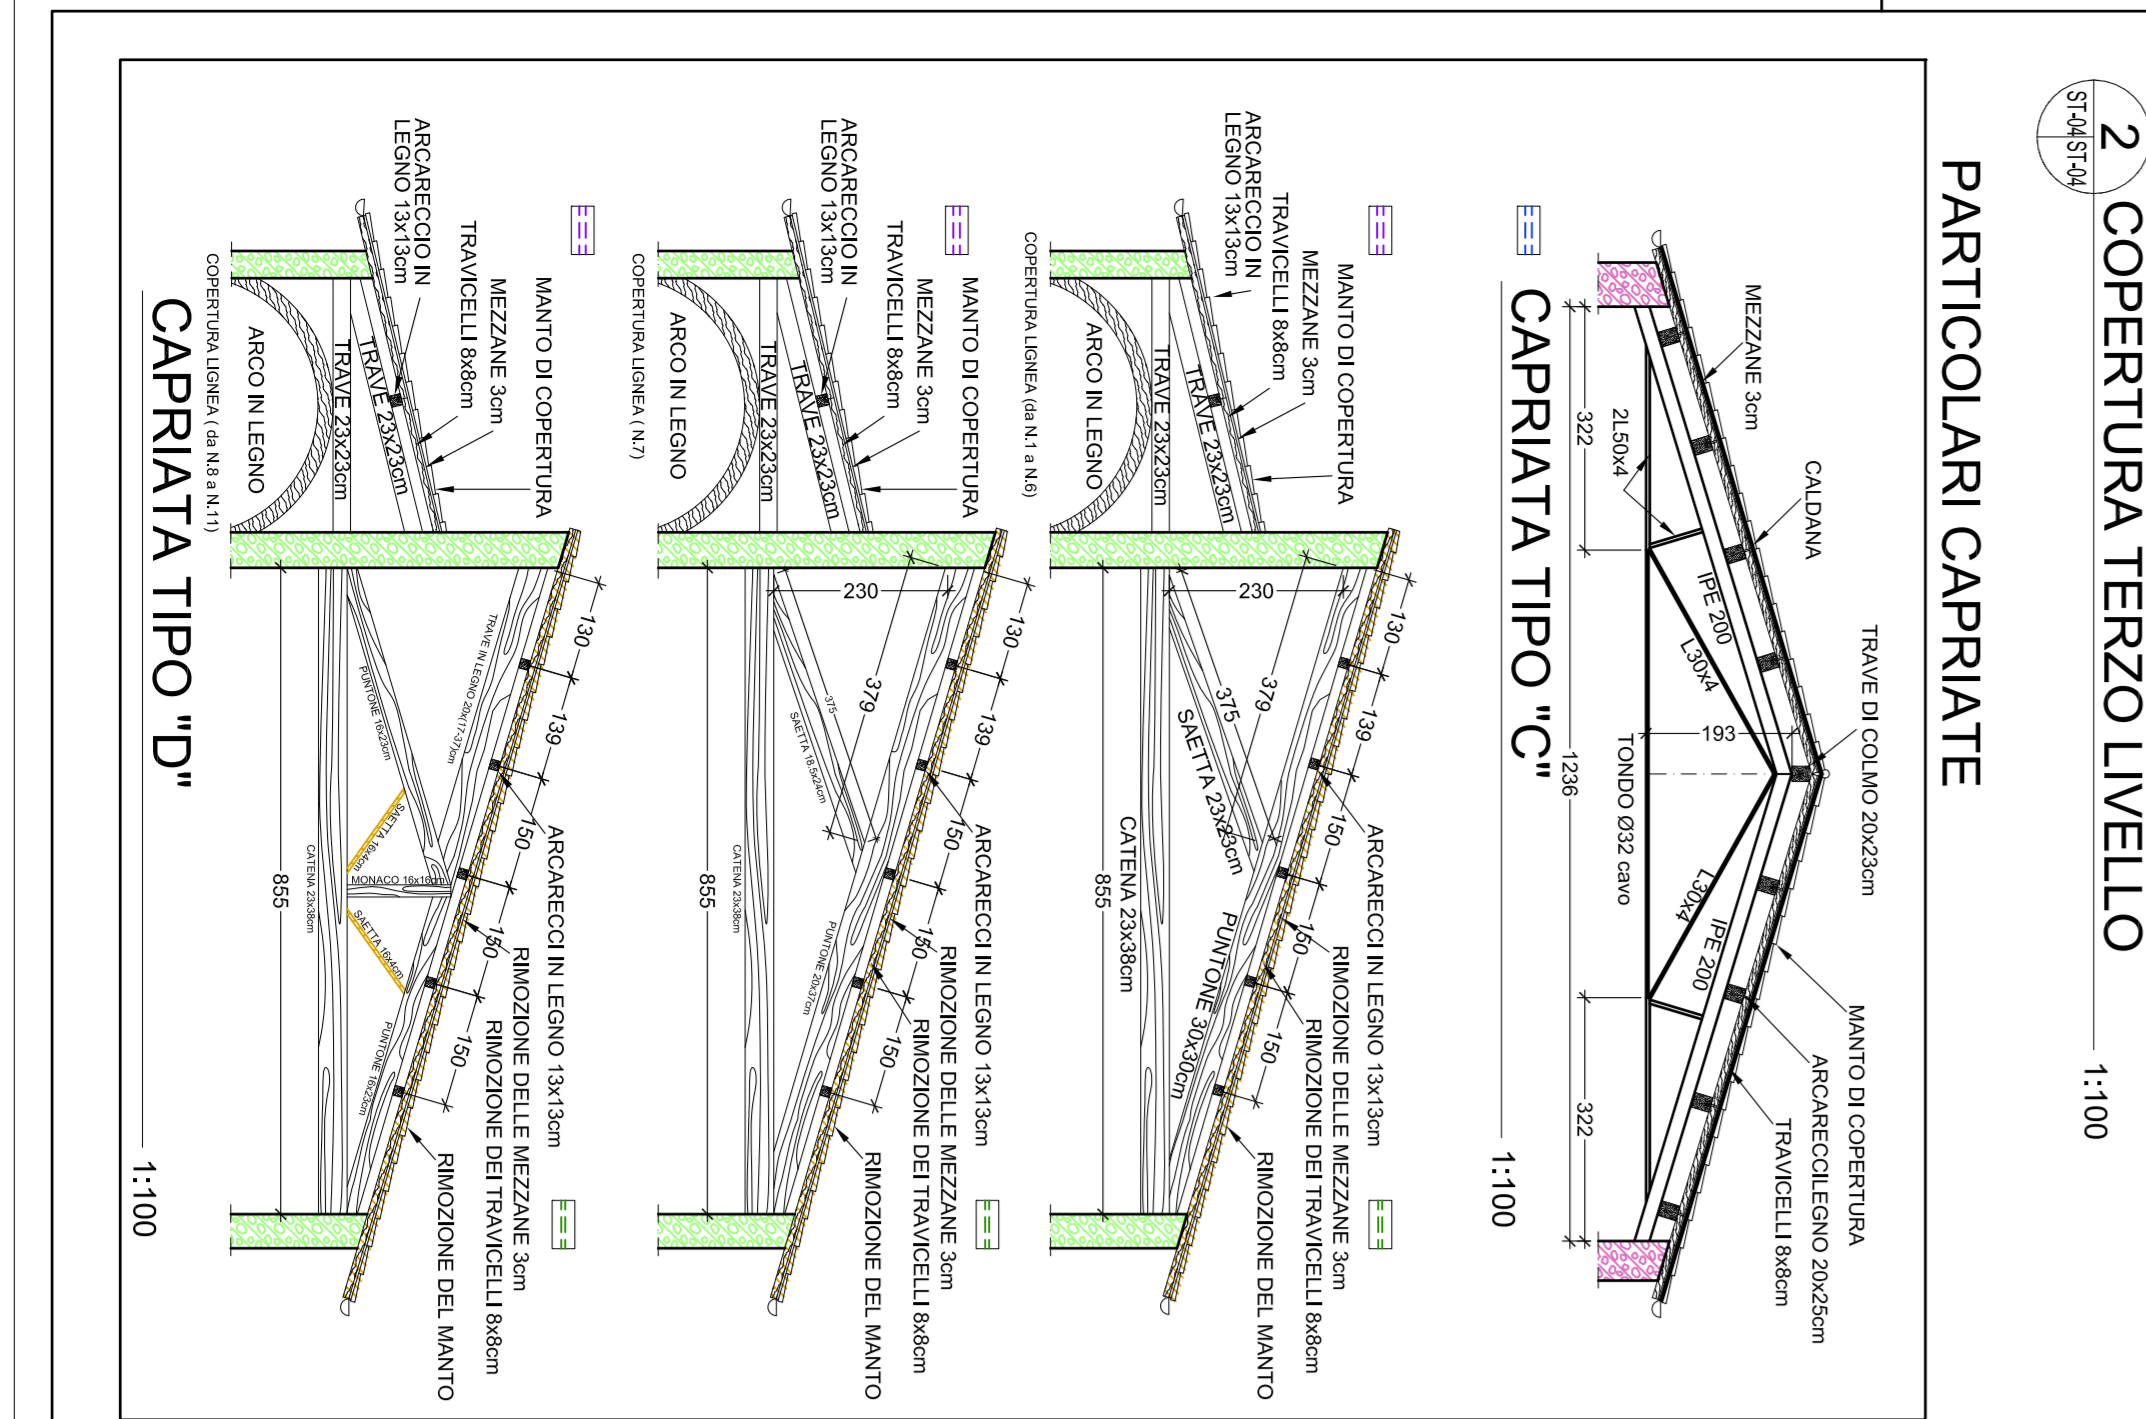 2
ST-04 ST-04
COPERTURA TERZO LIVELLO
1:100
PARTICOLARI CAPRIATE
TRAVE DI COLMO 20x23cm
MANTO DI COPERTURA
CALDANA
ARCARECCILEGNO 20x25cm
MEZZANE 3cm
TRAVICELLI 8x8cm
2L50x4
IPE 200
L30x4
193
L30x4
IPE 200
TONDO Ø32 cavo
322
322
1236
CAPRIATA TIPO "C"
1:100
MANTO DI COPERTURA
MEZZANE 3cm
TRAVICELLI 8x8cm
ARCARECCIO IN
LEGNO 13x13cm
TRAVE 23x23cm
TRAVE 23x23cm
ARCO IN LEGNO
130
139
150
150
150
230
379
375
SAETTA 23x23cm
PUNTONE 30x30cm
CATENA 23x38cm
855
ARCARECCI IN LEGNO 13x13cm
RIMOZIONE DELLE MEZZANE 3cm
RIMOZIONE DEI TRAVICELLI 8x8cm
RIMOZIONE DEL MANTO
COPERTURA LIGNEA (da N.1 a N.6)
MANTO DI COPERTURA
MEZZANE 3cm
TRAVICELLI 8x8cm
ARCARECCIO IN
LEGNO 13x13cm
TRAVE 23x23cm
TRAVE 23x23cm
ARCO IN LEGNO
130
139
150
150
150
230
379
375
SAETTA 18.5x24cm
PUNTONE 20x37cm
CATENA 23x38cm
855
ARCARECCI IN LEGNO 13x13cm
RIMOZIONE DELLE MEZZANE 3cm
RIMOZIONE DEI TRAVICELLI 8x8cm
RIMOZIONE DEL MANTO
COPERTURA LIGNEA ( N.7)
MANTO DI COPERTURA
MEZZANE 3cm
TRAVICELLI 8x8cm
ARCARECCIO IN
LEGNO 13x13cm
TRAVE 23x23cm
TRAVE 23x23cm
ARCO IN LEGNO
130
139
150
150
150
TRAVE IN LEGNO 20x(17-37)cm
PUNTONE 16x23cm
SAETTA 16x4cm
MONACO 16x16cm
SAETTA 16x4cm
PUNTONE 16x23cm
CATENA 23x38cm
855
ARCARECCI IN LEGNO 13x13cm
RIMOZIONE DELLE MEZZANE 3cm
RIMOZIONE DEI TRAVICELLI 8x8cm
RIMOZIONE DEL MANTO
COPERTURA LIGNEA ( da N.8 a N.11)
CAPRIATA TIPO "D"
1:100